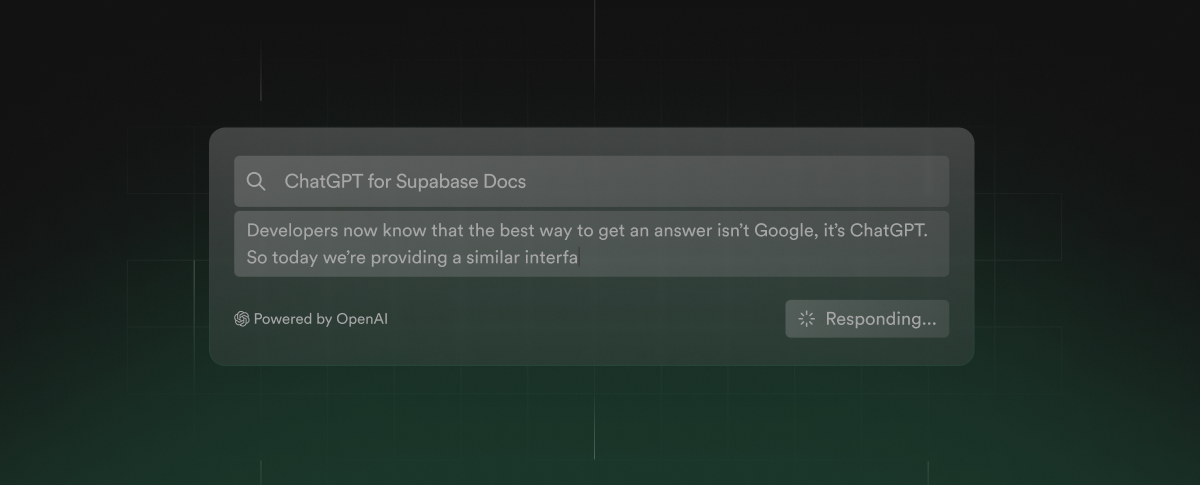 ChatGPT for Supabase Docs
Developers now know that the best way to get an answer isn’t Google, it’s ChatGPT.
So today we’re providing a similar interfa
Powered by OpenAI
Responding...